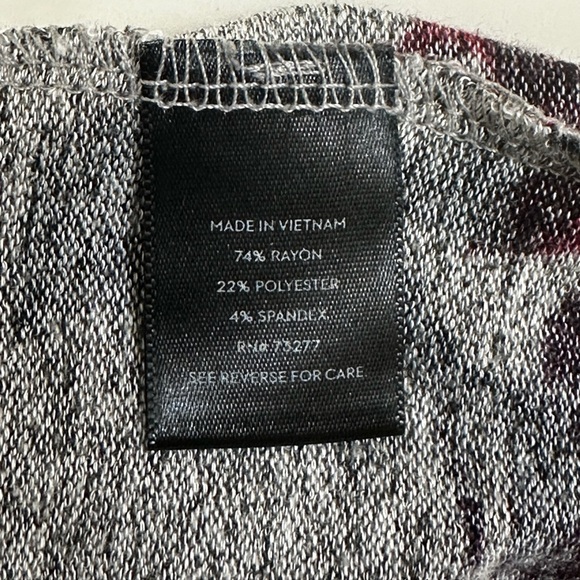 MADE IN VIETNAM
74% RAYON
22% POLYESTER
4% SPANDEX
RN# 73277
SEE REVERSE FOR CARE